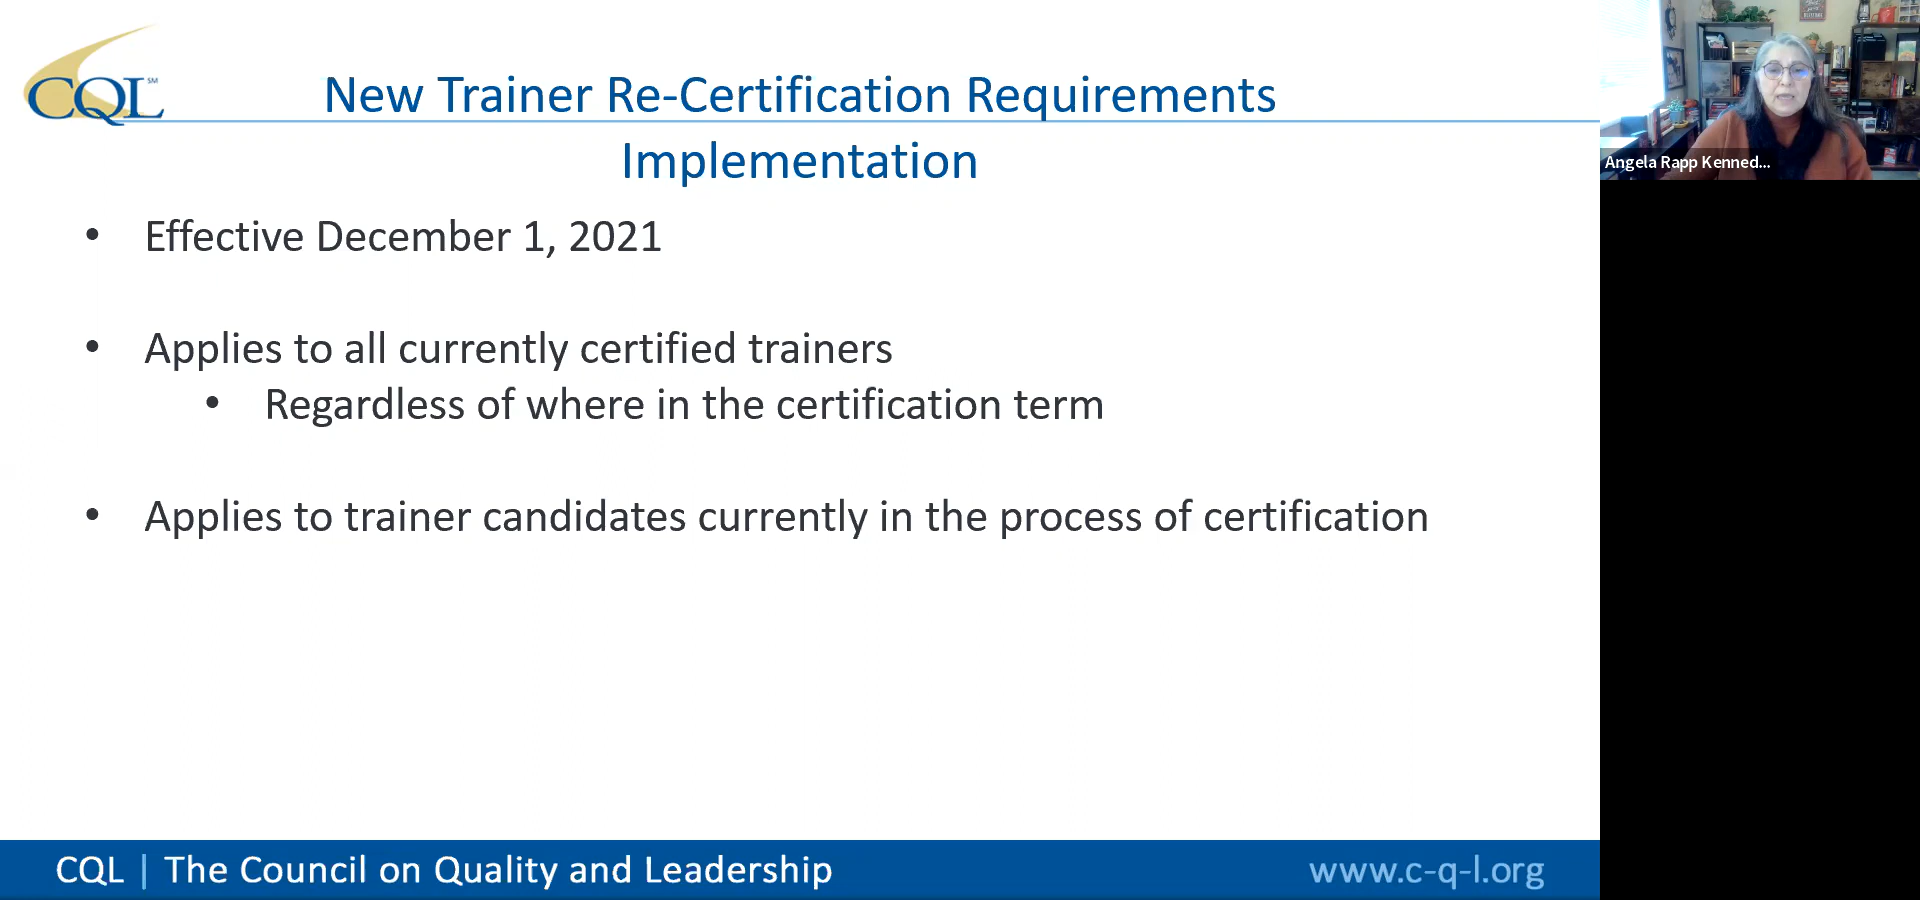 CQL SM
New Trainer Re-Certification Requirements
Implementation
Angela Rapp Kenned...
• Effective December 1, 2021
• Applies to all currently certified trainers
• Regardless of where in the certification term
• Applies to trainer candidates currently in the process of certification
CQL | The Council on Quality and Leadership
www.c-q-l.org